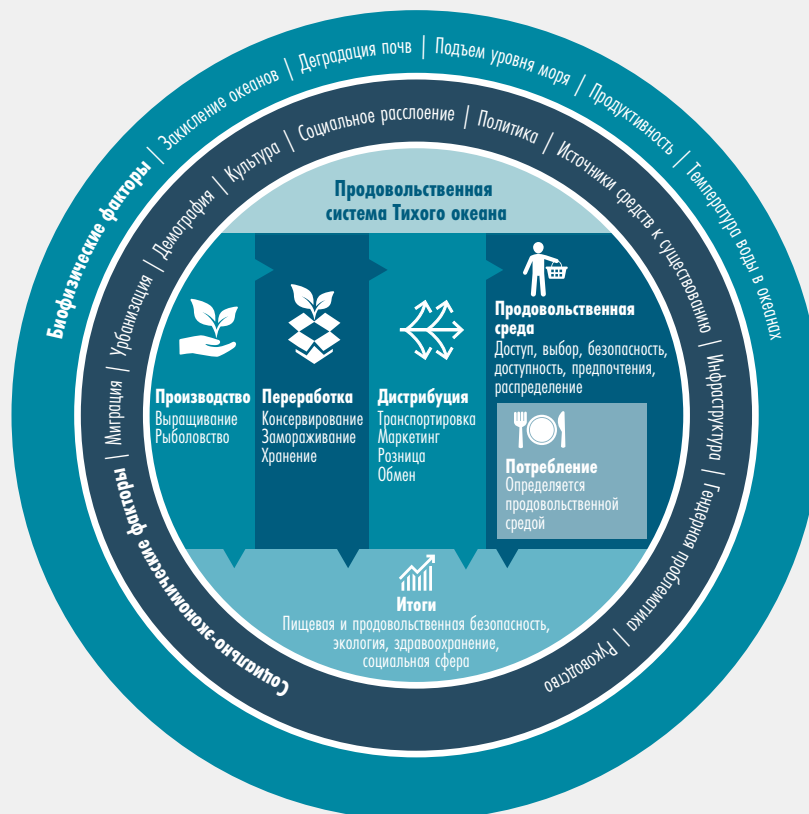 Биофизические факторы | Закисление океанов | Деградация почв | Подъем уровня моря | Продуктивность | Температура воды в океанах
Социально-экономические факторы | Миграция | Урбанизация | Демография | Культура | Социальное расслоение | Политика | Источники средств к существованию | Инфраструктура | Гендерная проблематика | Руководство
Продовольственная
система Тихого океана
Производство
Выращивание
Рыболовство
Переработка
Консервирование
Замораживание
Хранение
Дистрибуция
Транспортировка
Маркетинг
Розница
Обмен
Продовольственная
среда
Доступ, выбор, безопасность,
доступность, предпочтения,
распределение
Потребление
Определяется
продовольственной
средой
Итоги
Пищевая и продовольственная безопасность,
экология, здравоохранение,
социальная сфера